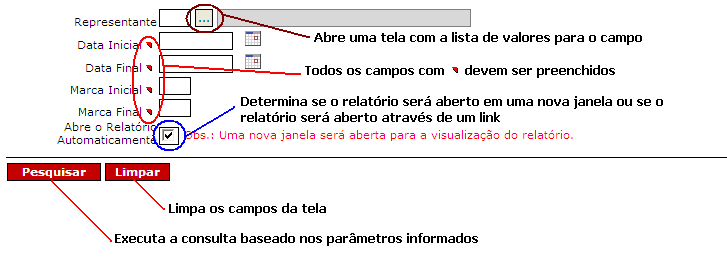 Representante ...
Abre uma tela com a lista de valores para o campo
Data Inicial
Data Final
Todos os campos com devem ser preenchidos
Marca Inicial
Marca Final
Determina se o relatório será aberto em uma nova janela ou se o
relatório será aberto através de um link
Abre o Relatório
Automaticamente
Obs.: Uma nova janela será aberta para a visualização do relatório.
Pesquisar Limpar
Limpa os campos da tela
Executa a consulta baseado nos parâmetros informados